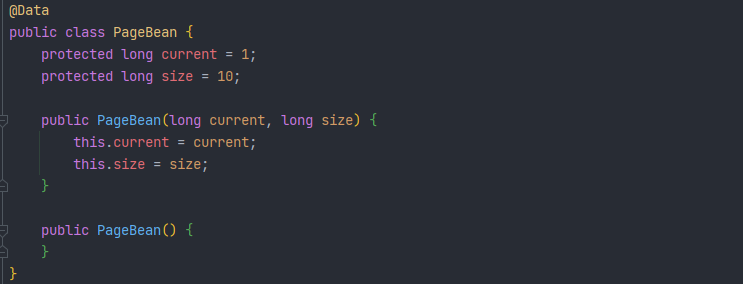 @Data
public class PageBean {
    protected long current = 1;
    protected long size = 10;
    public PageBean(long current, long size) {
        this.current = current;
        this.size = size;
    }
    public PageBean() {
    }
}